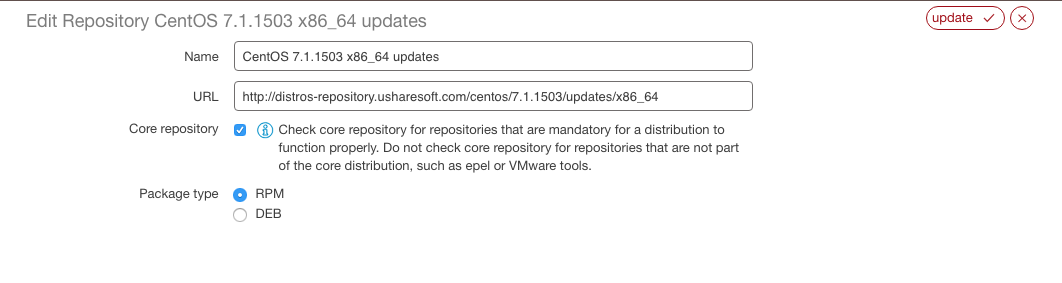 Edit Repository CentOS 7.1.1503 x86_64 updates
update
Name
CentOS 7.1.1503 x86_64 updates
URL
http://distros-repository.usharesoft.com/centos/7.1.1503/updates/x86_64
Core repository
Check core repository for repositories that are mandatory for a distribution to
function properly. Do not check core repository for repositories that are not part
of the core distribution, such as epel or VMware tools.
Package type
RPM
DEB